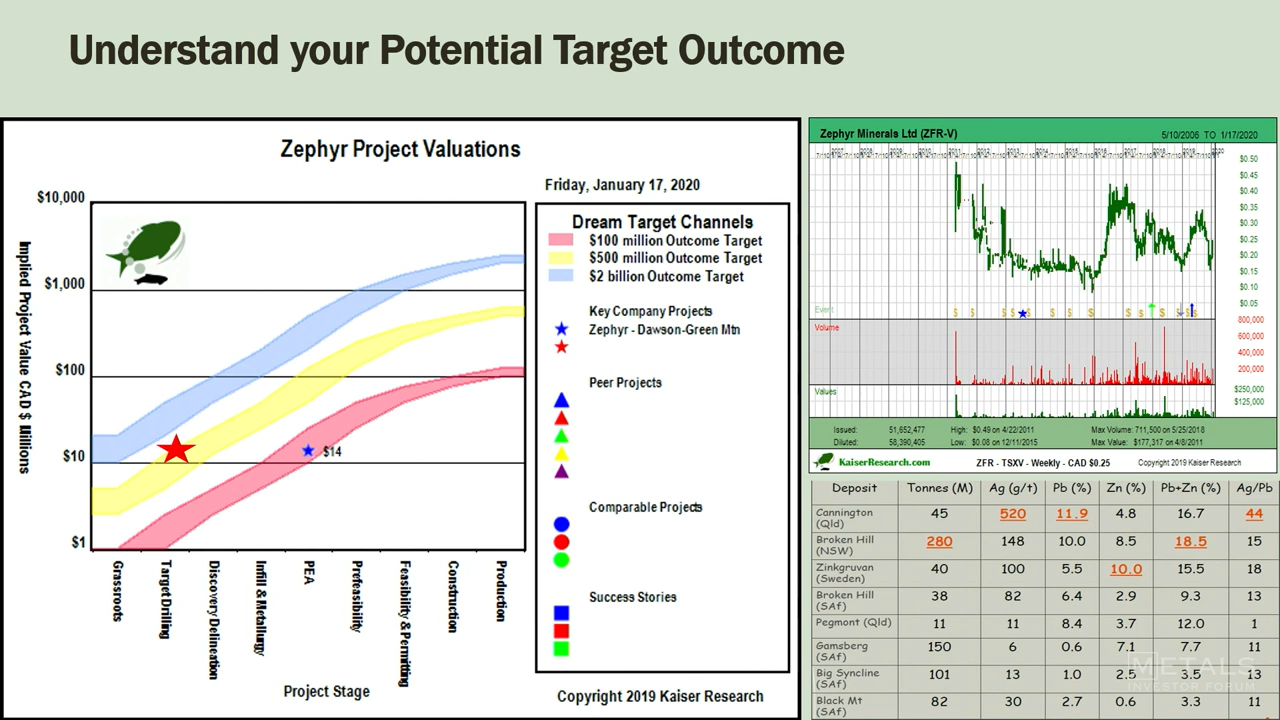 Understand your Potential Target Outcome
Zephyr Project Valuations
Friday, January 17, 2020
Implied Project Value CAD $ Millions
$10,000
$1,000
$100
$10
$1
$14
Grassroots
Target Drilling
Discovery Delineation
Infill & Metallurgy
PEA
Prefeasibility
Feasibility & Permitting
Construction
Production
Project Stage
Dream Target Channels
$100 million Outcome Target
$500 million Outcome Target
$2 billion Outcome Target
Key Company Projects
Zephyr - Dawson-Green Mtn
Peer Projects
Comparable Projects
Success Stories
Copyright 2019 Kaiser Research
Zephyr Minerals Ltd (ZFR-V) 5/10/2006 TO 1/17/2020
$0.50
$0.45
$0.40
$0.35
$0.30
$0.25
$0.20
$0.15
$0.10
$0.05
Event
Volume
800,000
600,000
400,000
200,000
Values
$250,000
$125,000
Issued: 51,652,477 High: $0.49 on 4/22/2011 Max Volume: 711,500 on 5/25/2018
Diluted: 58,390,405 Low: $0.08 on 12/11/2015 Max Value: $177,317 on 4/8/2011
KaiserResearch.com ZFR - TSXV - Weekly - CAD $0.25 Copyright 2019 Kaiser Research
Deposit Tonnes (M) Ag (g/t) Pb (%) Zn (%) Pb+Zn (%) Ag/Pb
Cannington (Qld) 45 520 11.9 4.8 16.7 44
Broken Hill (NSW) 280 148 10.0 8.5 18.5 15
Zinkgruvan (Sweden) 40 100 5.5 10.0 15.5 18
Broken Hill (SAf) 38 82 6.4 2.9 9.3 13
Pegmont (Qld) 11 11 8.4 3.7 12.0 1
Gamsberg (SAf) 150 6 0.6 7.1 7.7 11
Big Syncline (SAf) 101 13 1.0 2.5 3.5 13
Black Mt (SAf) 82 30 2.7 0.6 3.3 11
METALS
INVESTOR FORUM